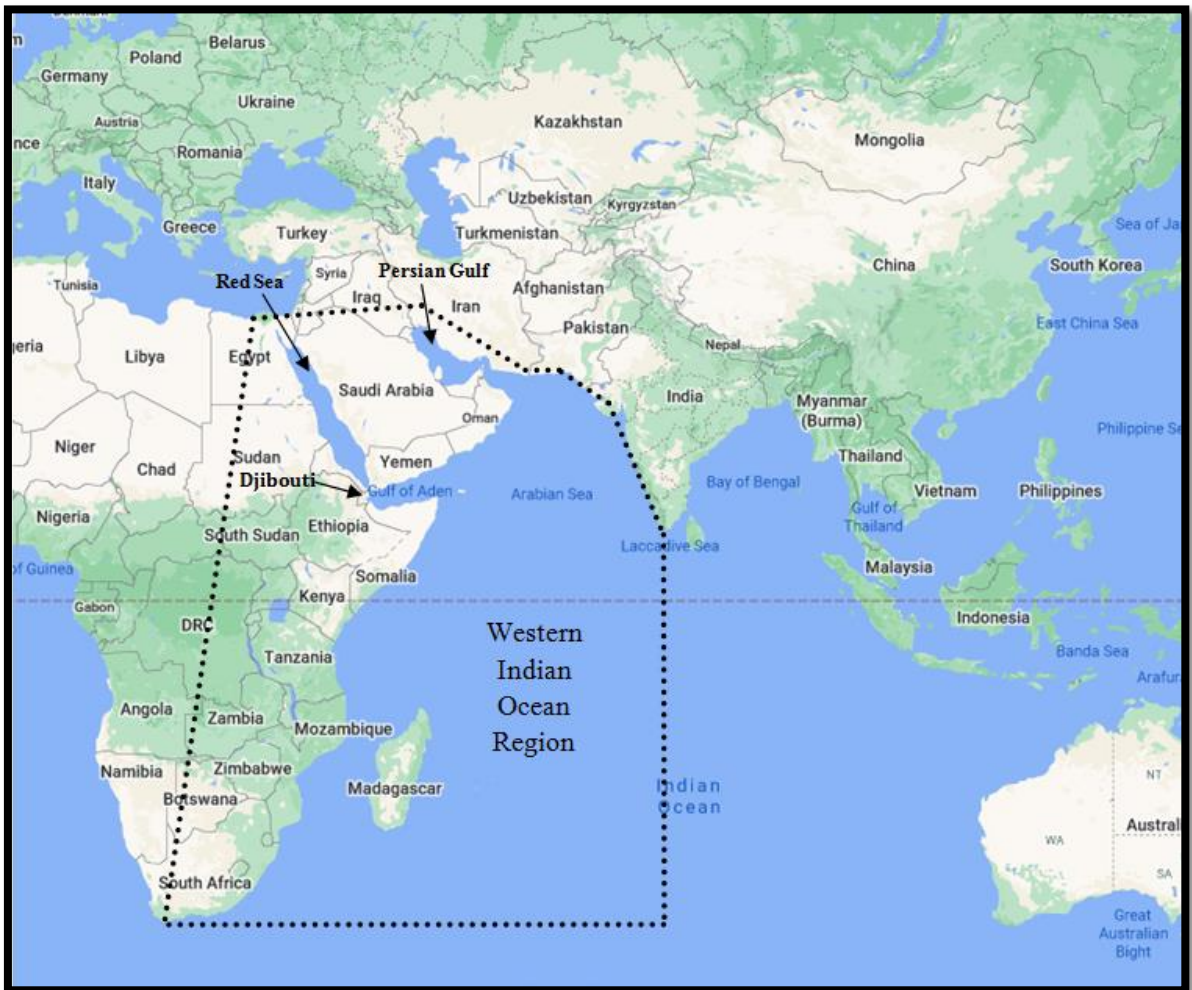 Belarus
Poland
Germany
Ukraine
Austria
nce
Romania
Italy
Greece
Turkey
Kazakhstan
Mongolia
Uzbekistan
Kyrgyzstan
Turkmenistan
Sea of Ja
China
South Korea
Tunisia
Syria
Persian Gulf
Red Sea
Iraq
Iran
Afghanistan
Pakistan
East China Sea
Nepal
geria
Libya
Egypt
Saudi Arabia
India
Myanmar
(Burma)
Oman
Philippine Se
Niger
Chad
Sudan
Yemen
Thailand
Djibouti
Gulf of Aden
Arabian Sea
Bay of Bengal
Vietnam
Philippines
Nigeria
Ethiopia
South Sudan
Gulf of
Thailand
Laccadive Sea
of Guinea
Somalia
Malaysia
Gabon
Kenya
DRC
Indonesia
Western
Indian
Ocean
Region
Tanzania
Banda Sea
Arafur
Angola
Zambia
Mozambique
Namibia
Zimbabwe
Botswana
Madagascar
Indian
Ocean
NT
WA
Austral
SA
South Africa
Great
Australian
Bight